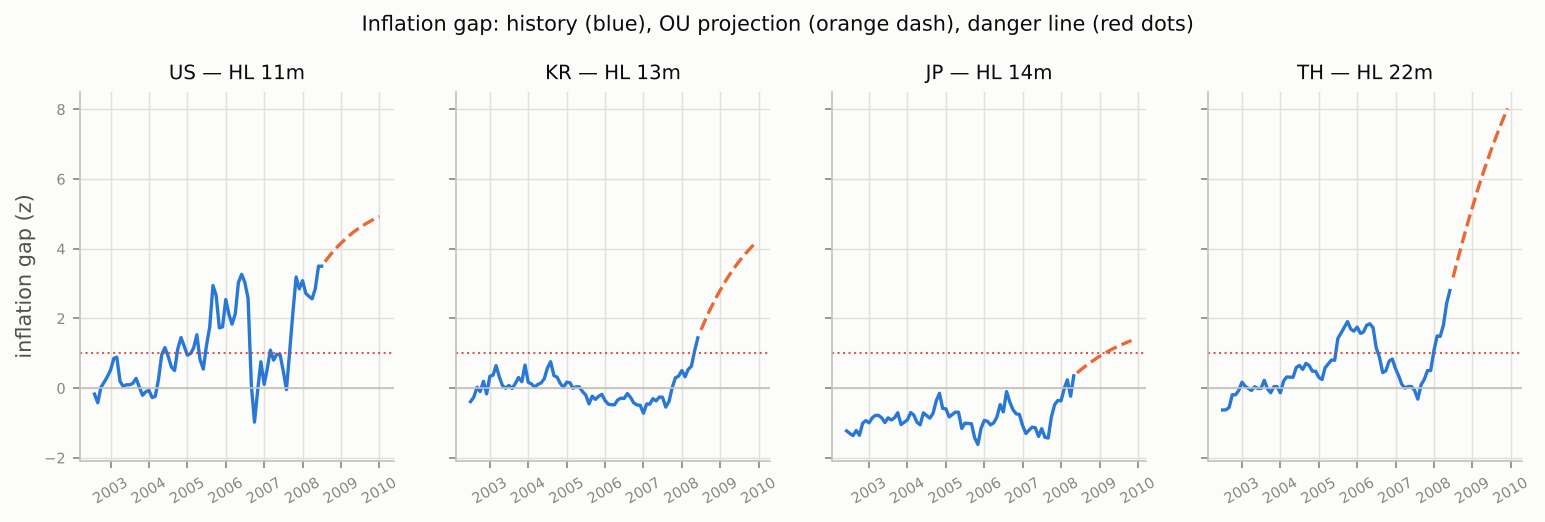 Inflation gap: history (blue), OU projection (orange dash), danger line (red dots)
US — HL 11m
KR — HL 13m
JP — HL 14m
TH — HL 22m
inflation gap (z)
8
6
4
2
0
−2
2003 2004 2005 2006 2007 2008 2009 2010
2003 2004 2005 2006 2007 2008 2009 2010
2003 2004 2005 2006 2007 2008 2009 2010
2003 2004 2005 2006 2007 2008 2009 2010